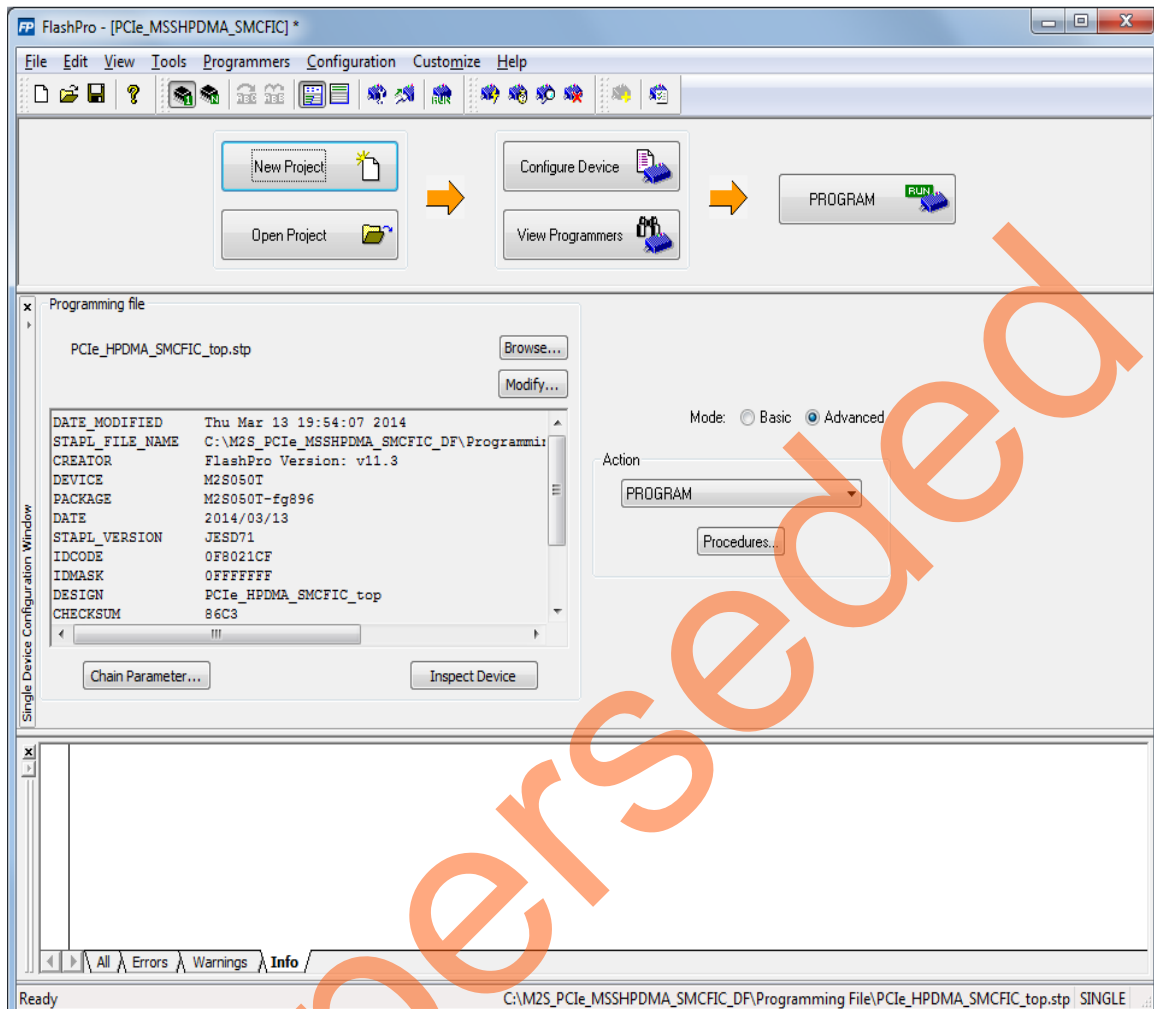 FP FlashPro - [PCIe_MSSHPDMA_SMCFIC] *
File Edit View Tools Programmers Configuration Customize Help
New Project
Open Project
Configure Device
View Programmers
PROGRAM
RUN
Single Device Configuration Window
Programming file
PCIe_HPDMA_SMCFIC_top.stp
Browse...
Modify...
DATE_MODIFIED Thu Mar 13 19:54:07 2014
STAPL_FILE_NAME C:\M2S_PCIe_MSSHPDMA_SMCFIC_DF\Programmi
CREATOR FlashPro Version: v11.3
DEVICE M2S050T
PACKAGE M2S050T-fg896
DATE 2014/03/13
STAPL_VERSION JESD71
IDCODE 0F8021CF
IDMASK 0FFFFFFF
DESIGN PCIe_HPDMA_SMCFIC_top
CHECKSUM 86C3
Chain Parameter...
Inspect Device
Mode: Basic Advanced
Action
PROGRAM
Procedures...
All Errors Warnings Info
Ready C:\M2S_PCIe_MSSHPDMA_SMCFIC_DF\Programming File\PCIe_HPDMA_SMCFIC_top.stp SINGLE
perseded